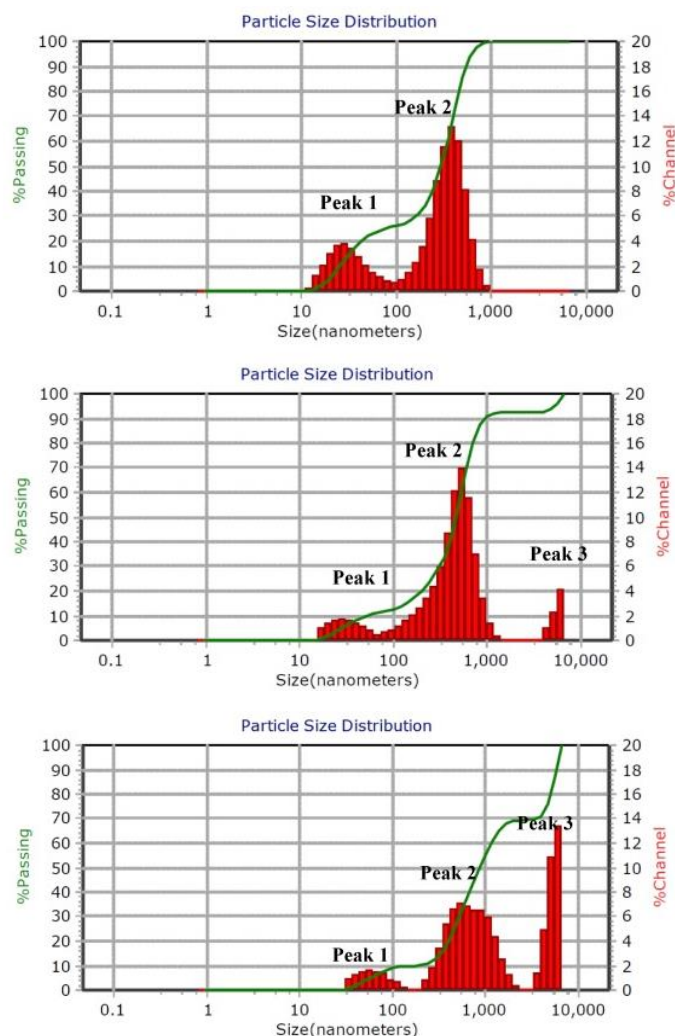 Particle Size Distribution
100 20
90 18
80 16
Peak 2
70 14
60 12
50 10
40 8
Peak 1
30 6
20 4
10 2
0 0
%Passing
%Channel
0.1 1 10 100 1,000 10,000
Size(nanometers)
Particle Size Distribution
100 20
90 18
80 16
Peak 2
70 14
60 12
50 10
40 8
Peak 3
30 6
Peak 1
20 4
10 2
0 0
%Passing
%Channel
0.1 1 10 100 1,000 10,000
Size(nanometers)
Particle Size Distribution
100 20
90 18
80 16
70 14
Peak 3
60 12
50 10
Peak 2
40 8
30 6
20 4
Peak 1
10 2
0 0
%Passing
%Channel
0.1 1 10 100 1,000 10,000
Size(nanometers)